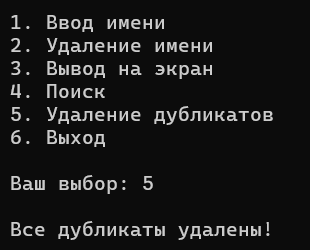 1. Ввод имени
2. Удаление имени
3. Вывод на экран
4. Поиск
5. Удаление дубликатов
6. Выход
Ваш выбор: 5
Все дубликаты удалены!